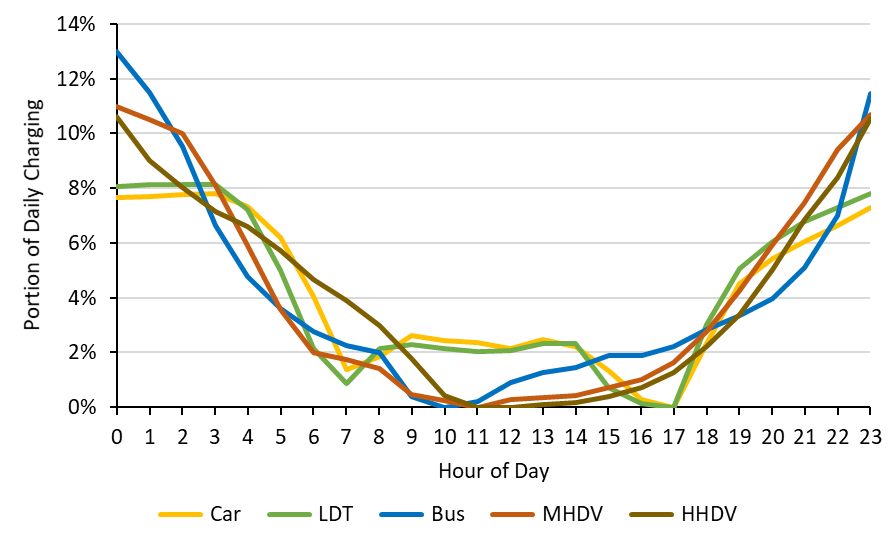 14%
12%
10%
8%
6%
4%
2%
0%
Portion of Daily Charging
0 1 2 3 4 5 6 7 8 9 10 11 12 13 14 15 16 17 18 19 20 21 22 23
Hour of Day
Car LDT Bus MHDV HHDV